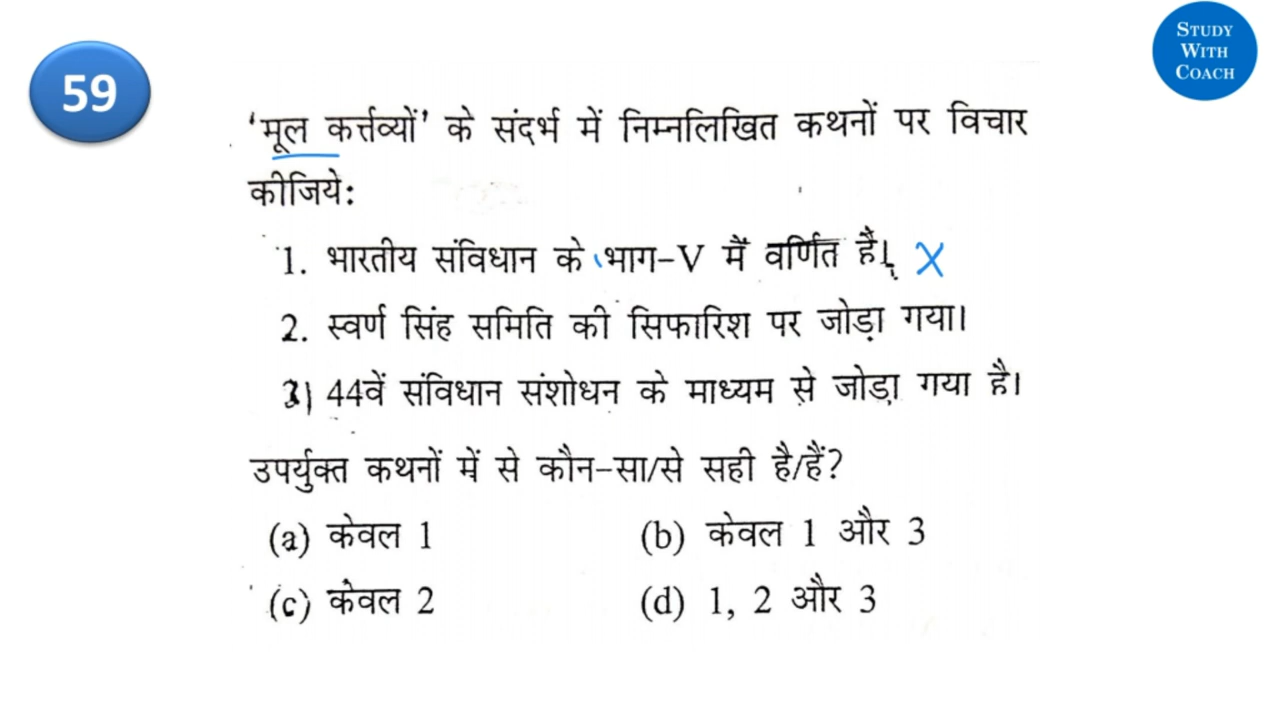 59
STUDY
WITH
COACH
'मूल कर्त्तव्यों' के संदर्भ में निम्नलिखित कथनों पर विचार
कीजिये:
1. भारतीय संविधान के भाग-V में वर्णित हैं। X
2. स्वर्ण सिंह समिति की सिफारिश पर जोड़ा गया।
3) 44वें संविधान संशोधन के माध्यम से जोड़ा गया है।
उपर्युक्त कथनों में से कौन-सा/से सही है/हैं?
(a) केवल 1 (b) केवल 1 और 3
(c) केवल 2 (d) 1, 2 और 3